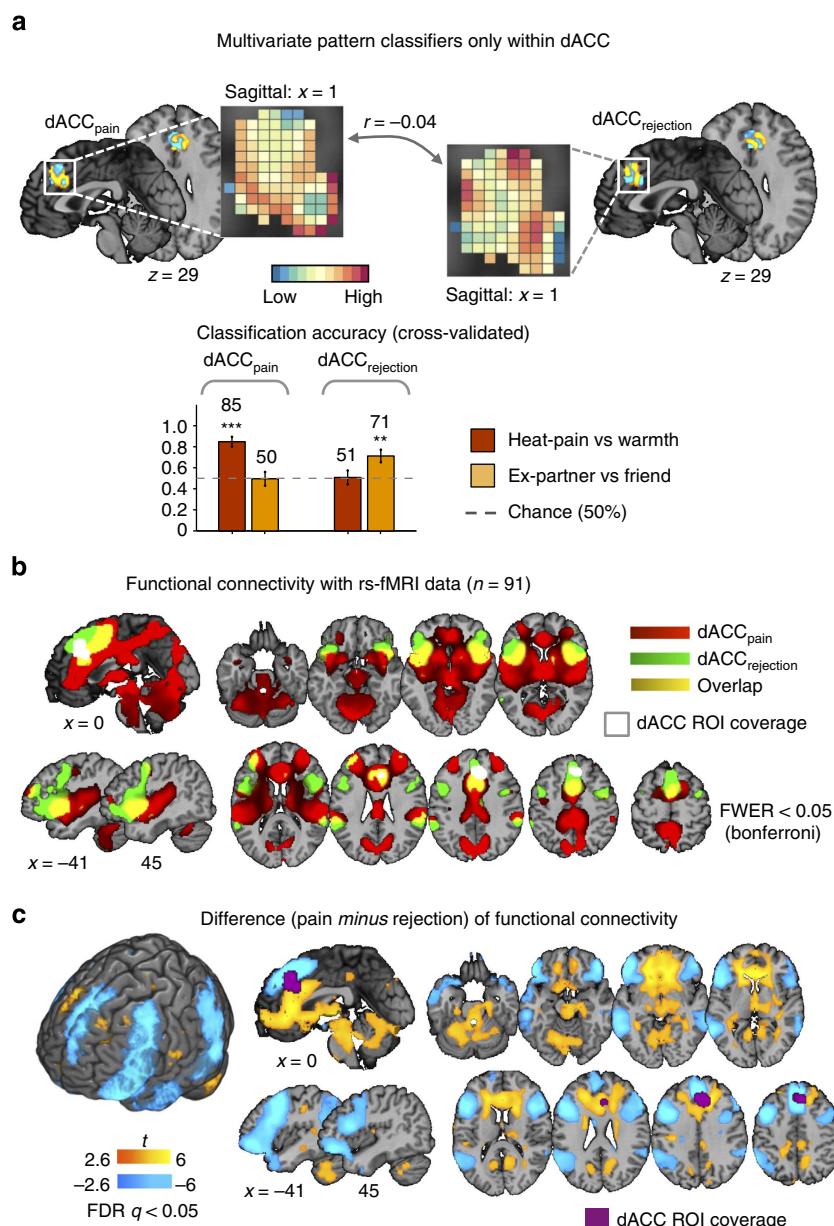 a
Multivariate pattern classifiers only within dACC
Sagittal: x = 1
dACCpain
r = −0.04
dACCrejection
z = 29
Low High
Sagittal: x = 1
z = 29
Classification accuracy (cross-validated)
dACCpain dACCrejection
85
***
50
51
71
**
1.0
0.8
0.6
0.4
0.2
0
Heat-pain vs warmth
Ex-partner vs friend
Chance (50%)
b
Functional connectivity with rs-fMRI data (n = 91)
dACCpain
dACCrejection
Overlap
dACC ROI coverage
x = 0
x = −41 45
FWER < 0.05
(bonferroni)
c
Difference (pain minus rejection) of functional connectivity
x = 0
t
2.6 6
−2.6 −6
FDR q < 0.05
x = −41 45
dACC ROI coverage